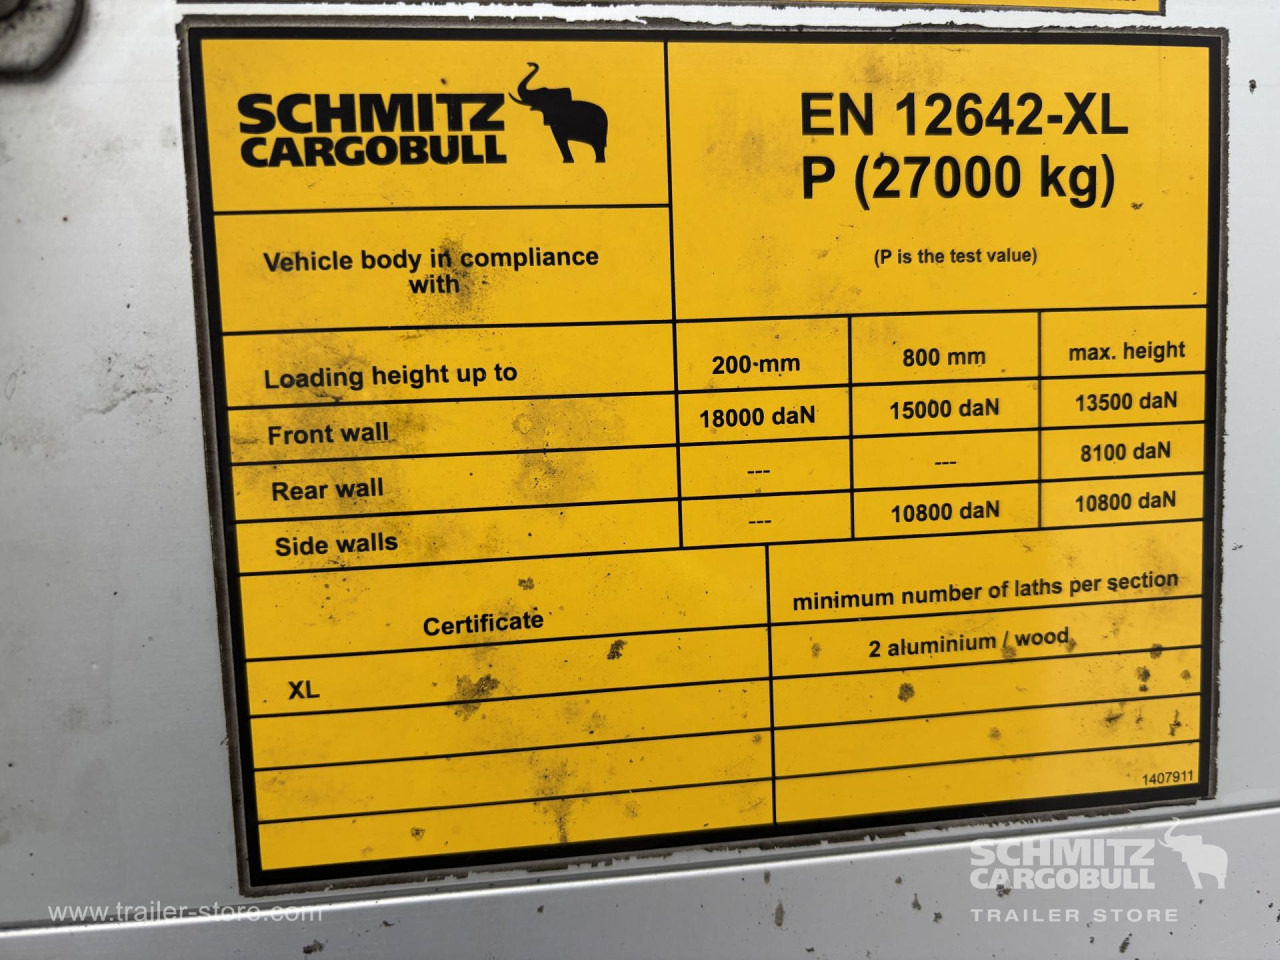 SCHMITZ
CARGOBULL
EN 12642-XL
P (27000 kg)
(P is the test value)
Vehicle body in compliance
with
Loading height up to 200 mm 800 mm max. height
Front wall 18000 daN 15000 daN 13500 daN
Rear wall --- --- 8100 daN
Side walls --- 10800 daN 10800 daN
Certificate minimum number of laths per section
XL 2 aluminium / wood
1407911
SCHMITZ
CARGOBULL
TRAILER STORE
www.trailer-store.com